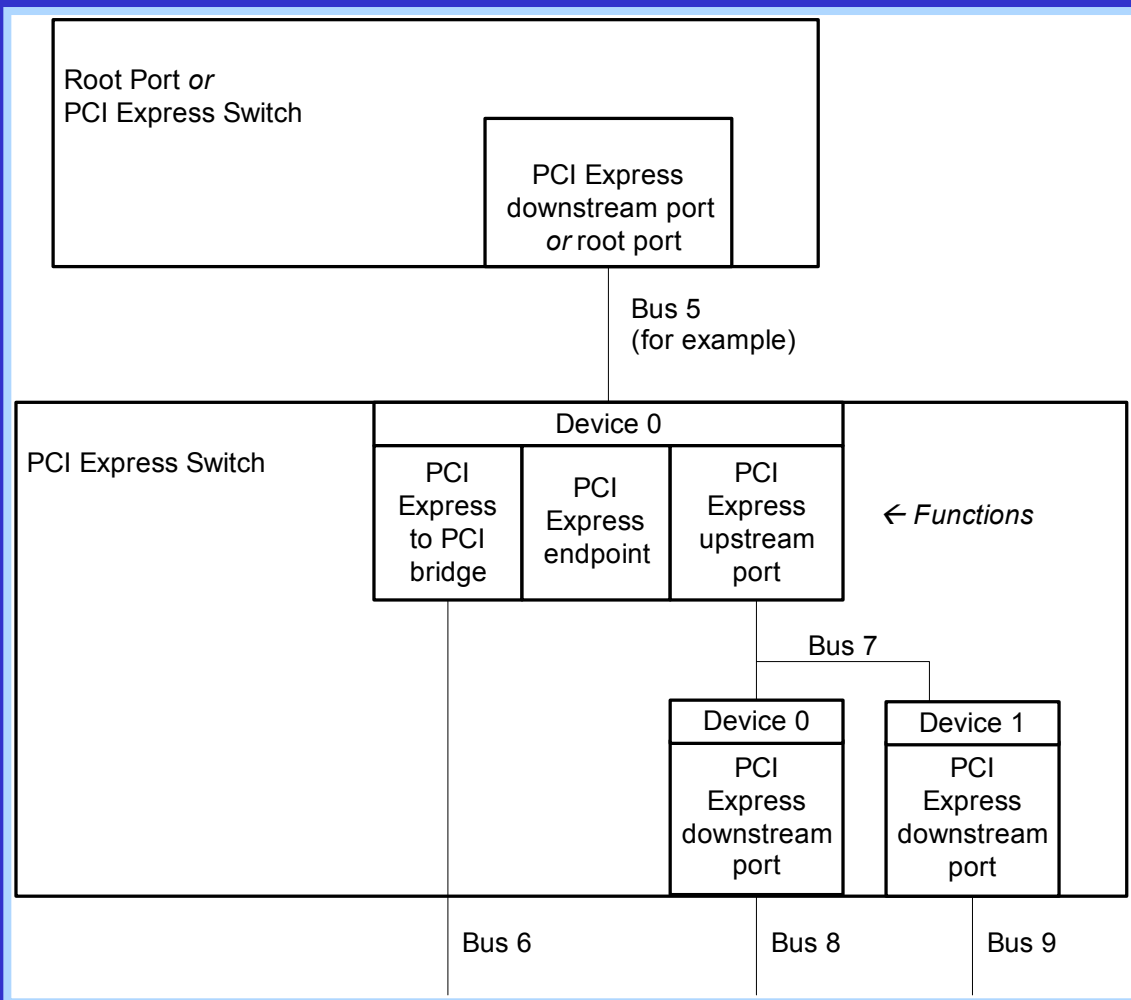 Root Port or
PCI Express Switch
PCI Express
downstream port
or root port
Bus 5
(for example)
PCI Express Switch
Device 0
PCI
Express
to PCI
bridge
PCI
Express
endpoint
PCI
Express
upstream
port
← Functions
Bus 7
Device 0
PCI
Express
downstream
port
Device 1
PCI
Express
downstream
port
Bus 6
Bus 8
Bus 9